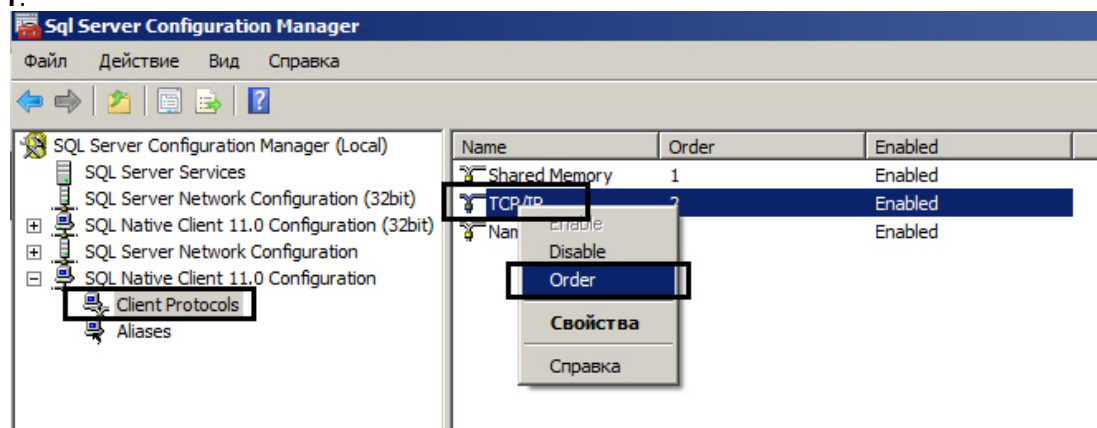 1.
Sql Server Configuration Manager
Файл Действие Вид Справка
SQL Server Configuration Manager (Local)
SQL Server Services
SQL Server Network Configuration (32bit)
SQL Native Client 11.0 Configuration (32bit)
SQL Server Network Configuration
SQL Native Client 11.0 Configuration
Client Protocols
Aliases
Name Order Enabled
Shared Memory 1 Enabled
TCP/IP 2 Enabled
Nam Enabled
Enable
Disable
Order
Свойства
Справка